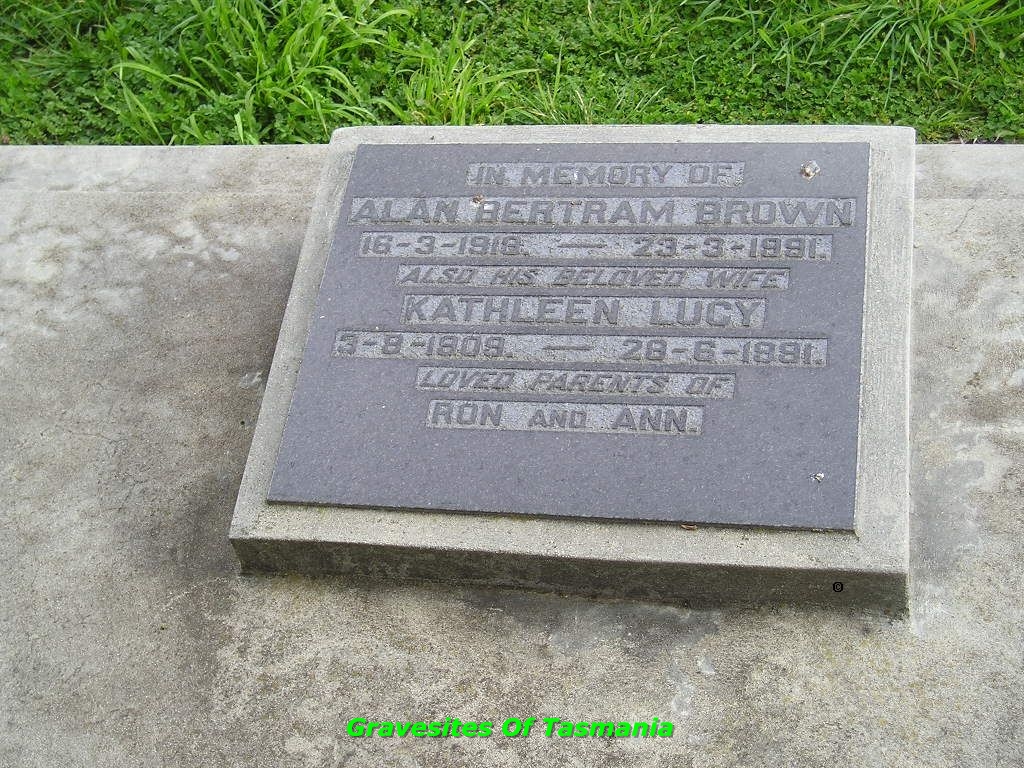 IN MEMORY OF
ALAN BERTRAM BROWN
16-3-1919. — 23-3-1991.
ALSO HIS BELOVED WIFE
KATHLEEN LUCY
3-8-1909. — 28-6-1991.
LOVED PARENTS OF
RON AND ANN.
Gravesites Of Tasmania